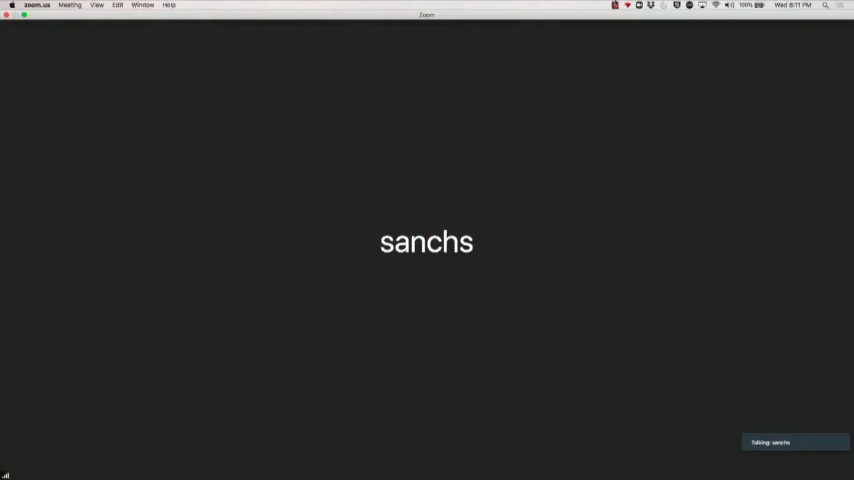 zoom.us Meeting View Edit Window Help
100% Wed 8:11 PM
Zoom
sanchs
Talking: sanchs